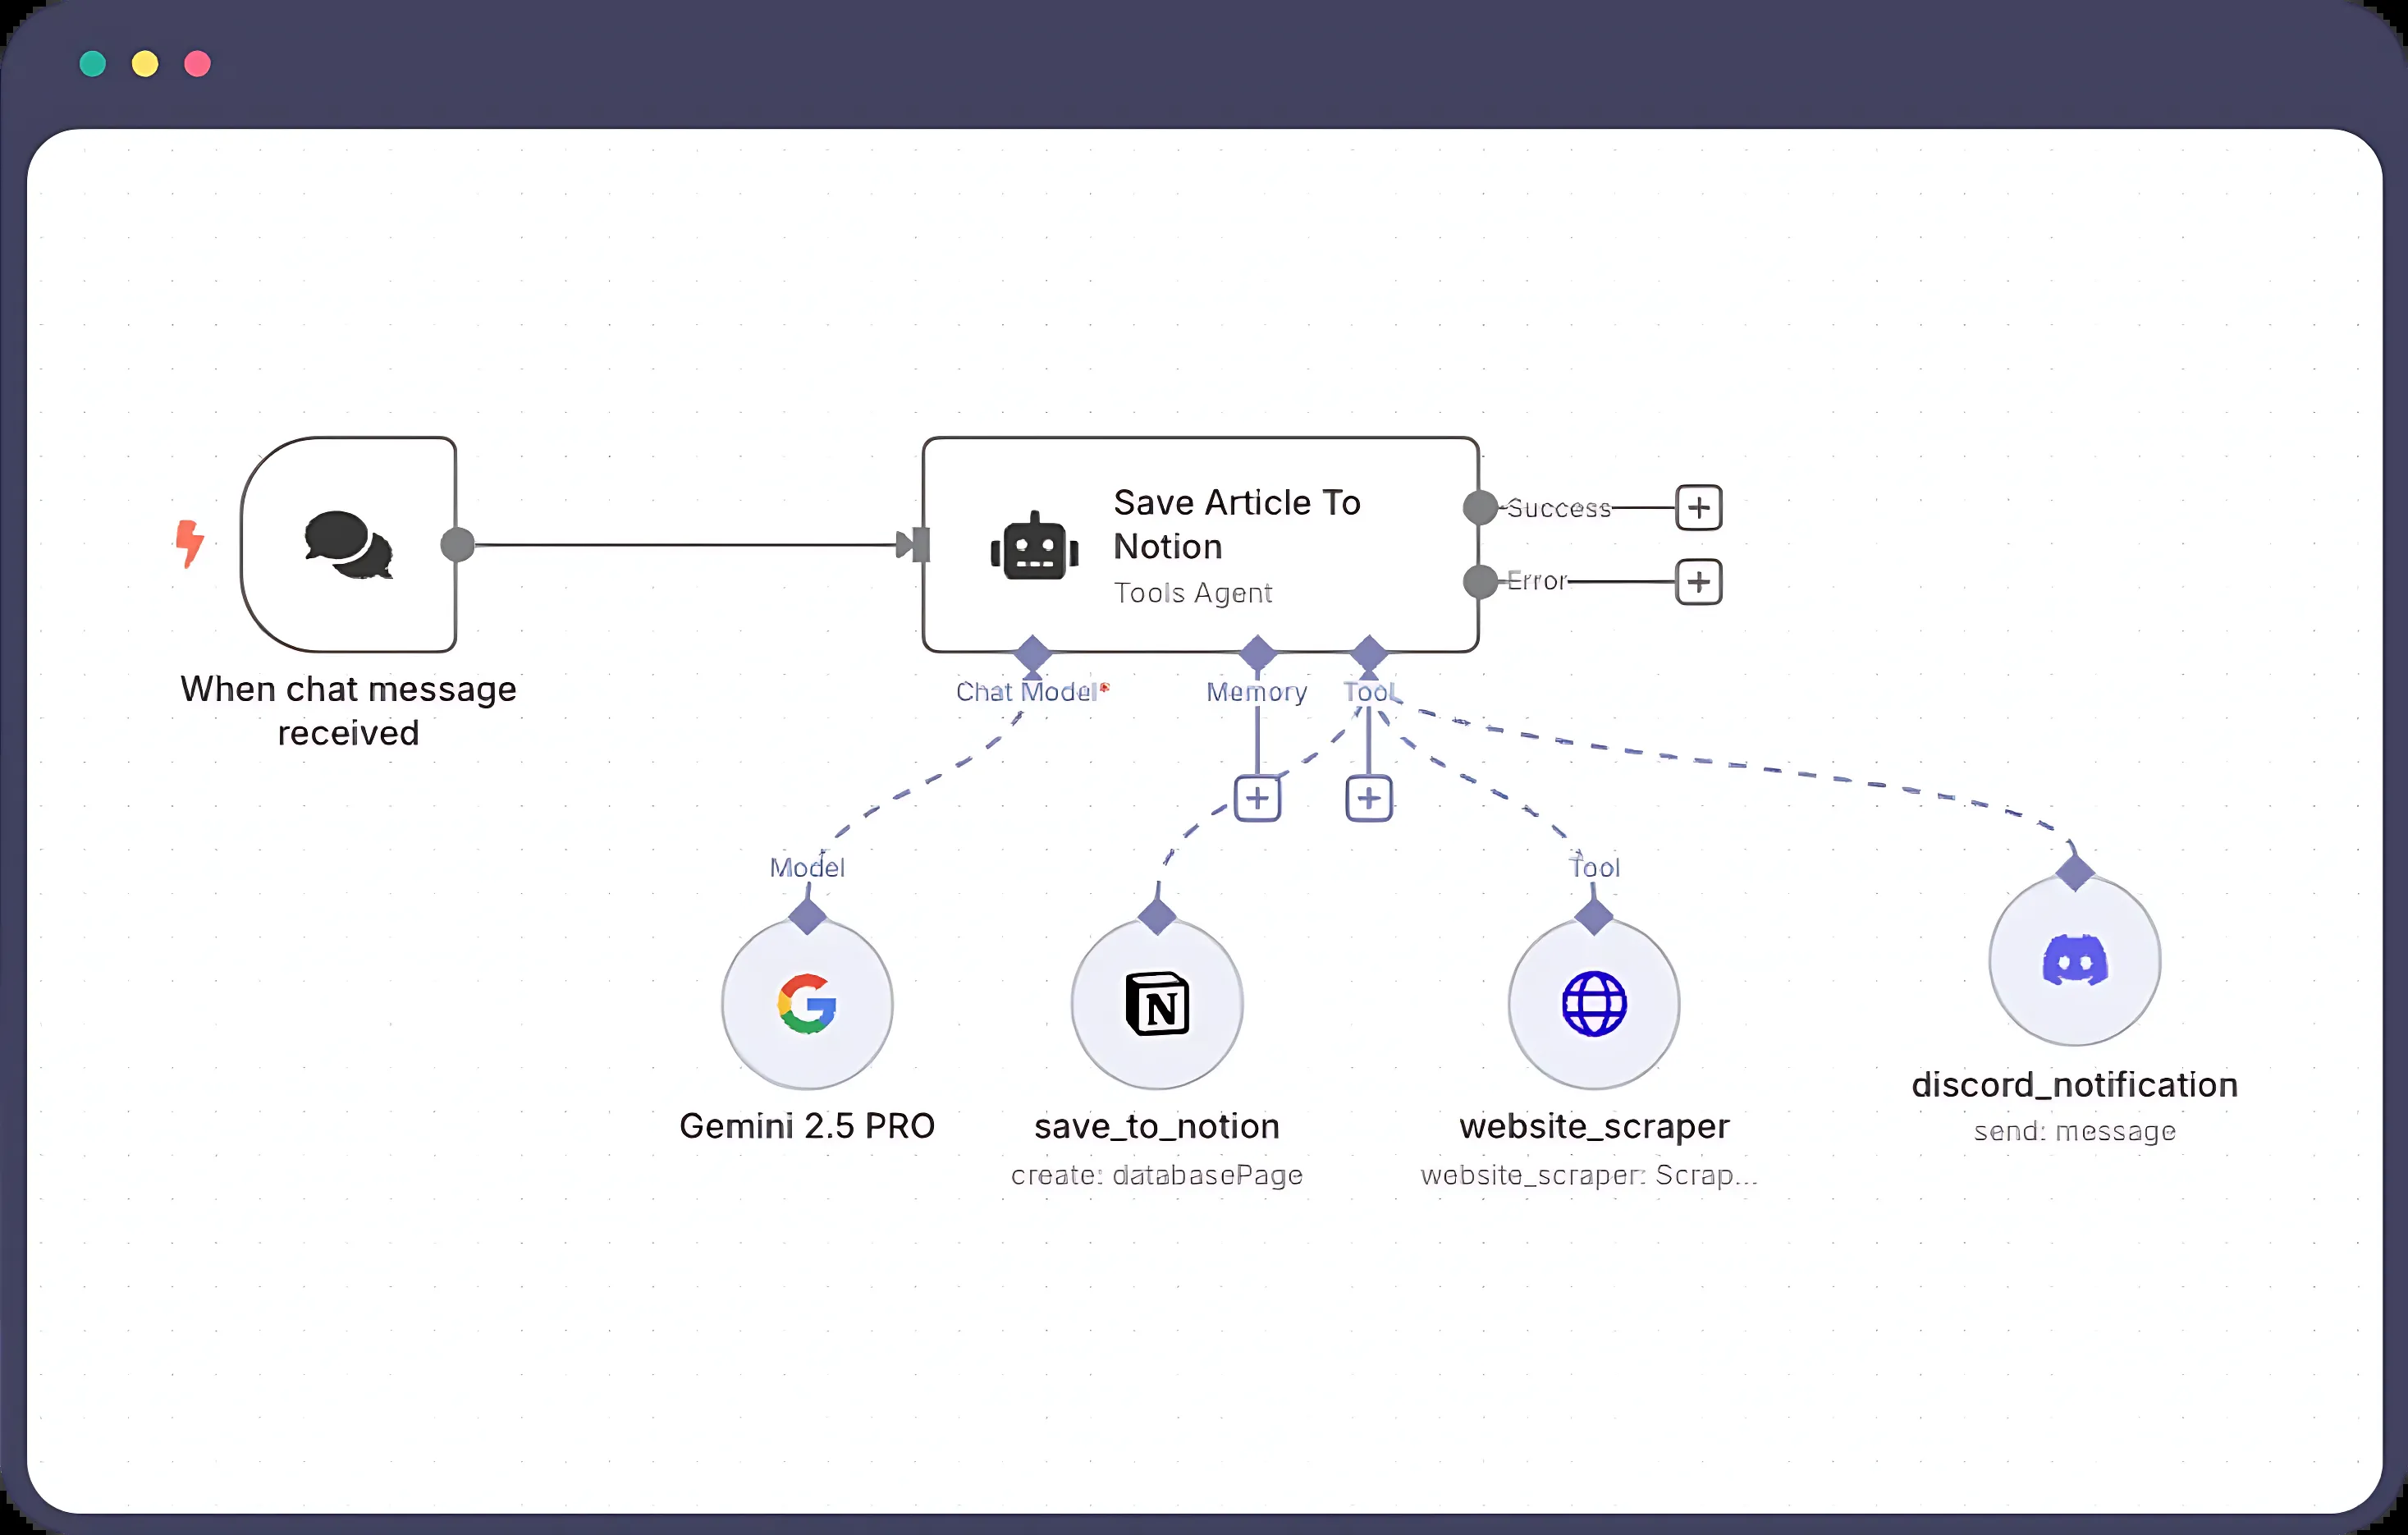 When chat message
received
Save Article To
Notion
Tools Agent
Success
Error
Chat Model*
Memory
Tool
Model
Tool
Gemini 2.5 PRO
N
save_to_notion
create: databasePage
website_scraper
website_scraper: Scrap...
discord_notification
send: message